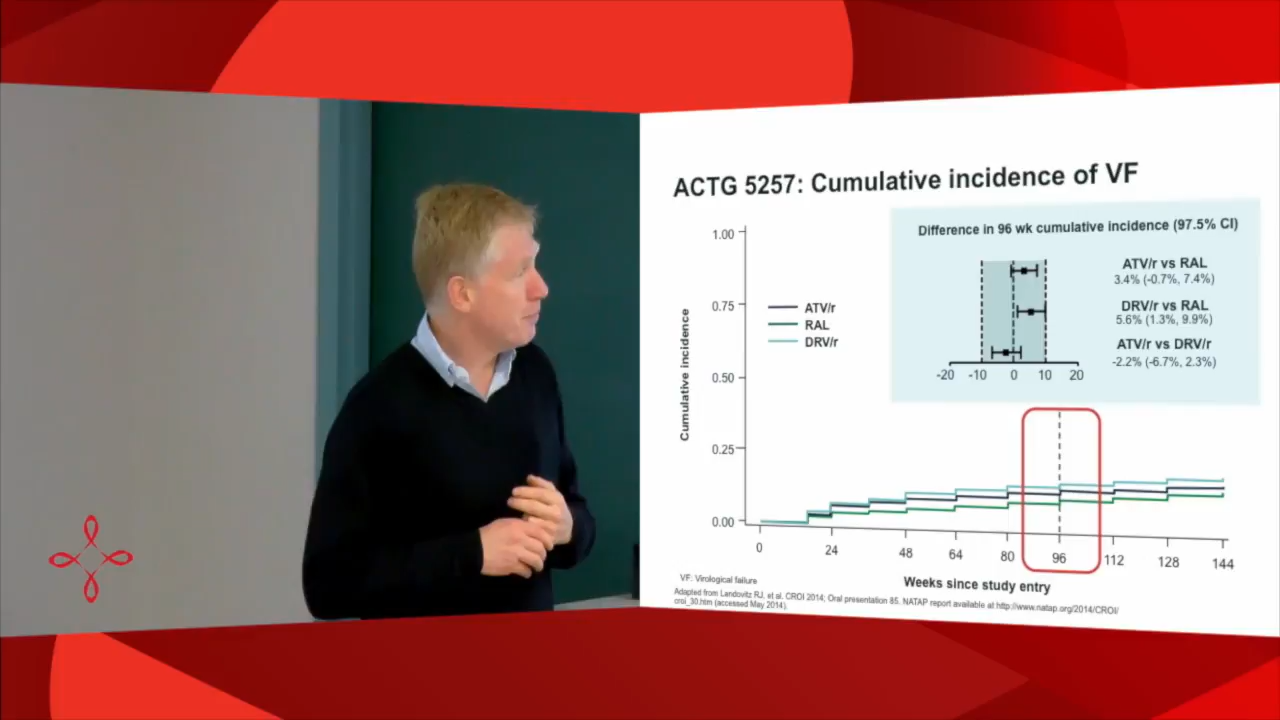 ACTG 5257: Cumulative incidence of VF
Difference in 96 wk cumulative incidence (97.5% CI)
ATV/r vs RAL
3.4% (-0.7%, 7.4%)
DRV/r vs RAL
5.6% (1.3%, 9.9%)
ATV/r vs DRV/r
-2.2% (-6.7%, 2.3%)
-20 -10 0 10 20
ATV/r
RAL
DRV/r
Cumulative incidence
1.00
0.75
0.50
0.25
0.00
0 24 48 64 80 96 112 128 144
Weeks since study entry
VF: Virological failure
Adapted from Landovitz RJ, et al. CROI 2014; Oral presentation 85. NATAP report available at:http://www.natap.org/2014/CROI/
croi_30.htm (accessed May 2014).